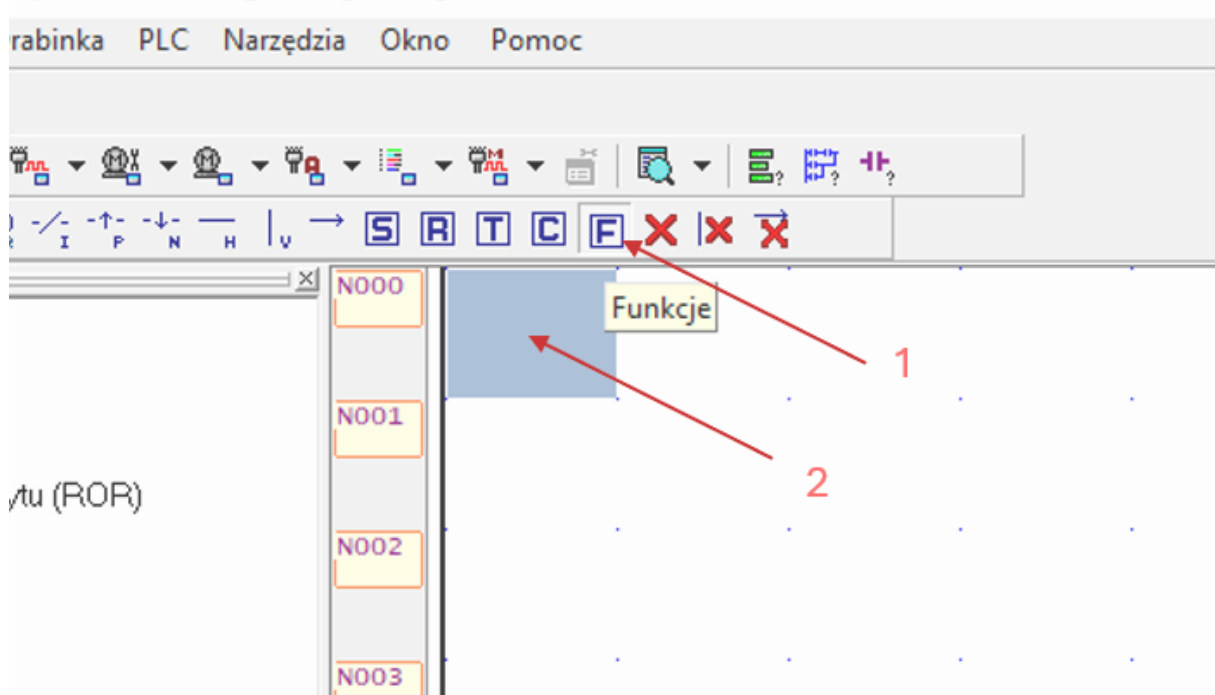 rabinka PLC Narzędzia Okno Pomoc
I P N H V S R T C F
N000
Funkcje
1
N001
2
ytu (ROR)
N002
N003